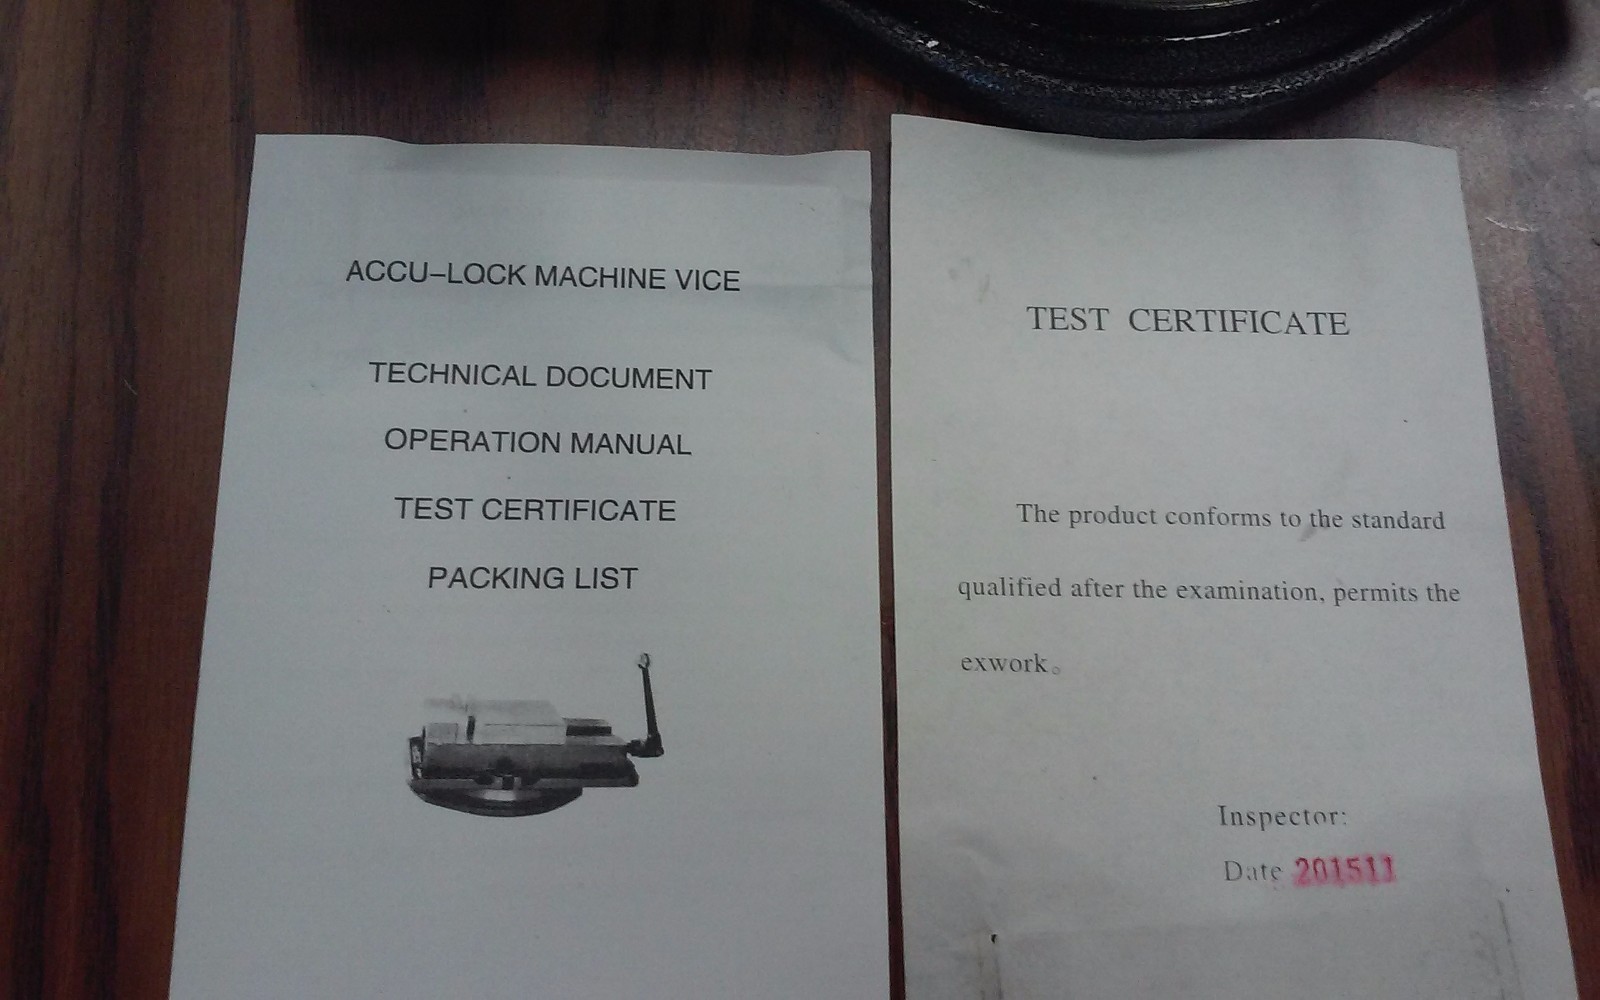 ACCU-LOCK MACHINE VICE
TECHNICAL DOCUMENT
OPERATION MANUAL
TEST CERTIFICATE
PACKING LIST
TEST CERTIFICATE
The product conforms to the standard
qualified after the examination, permits the
exwork。
Inspector:
Date 201511